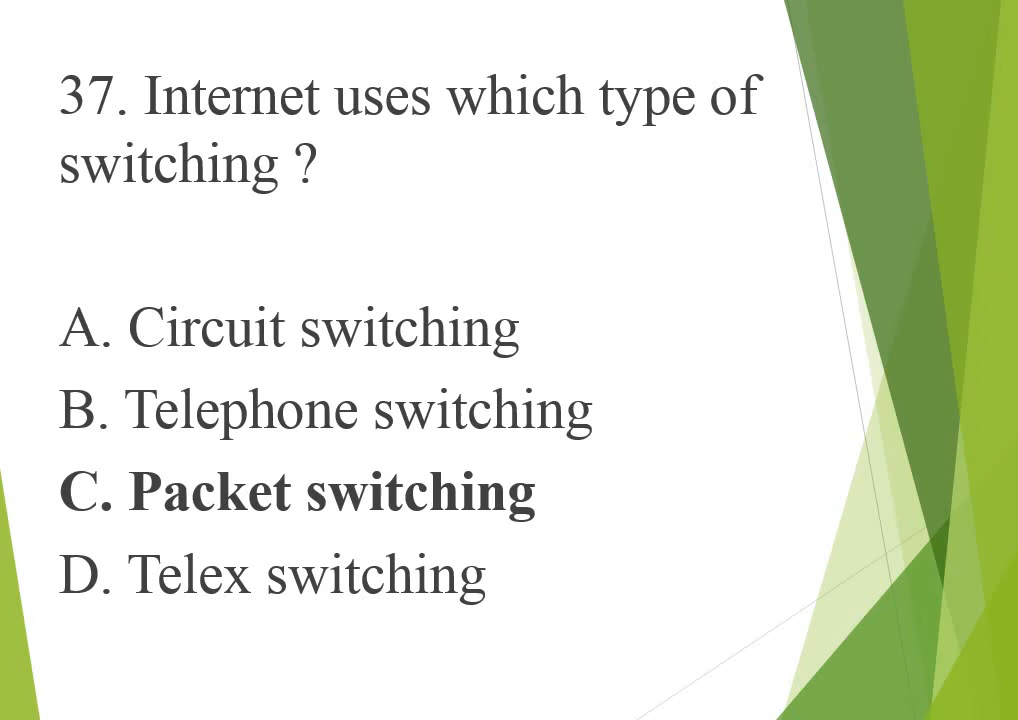 37. Internet uses which type of
switching ?
A. Circuit switching
B. Telephone switching
C. Packet switching
D. Telex switching